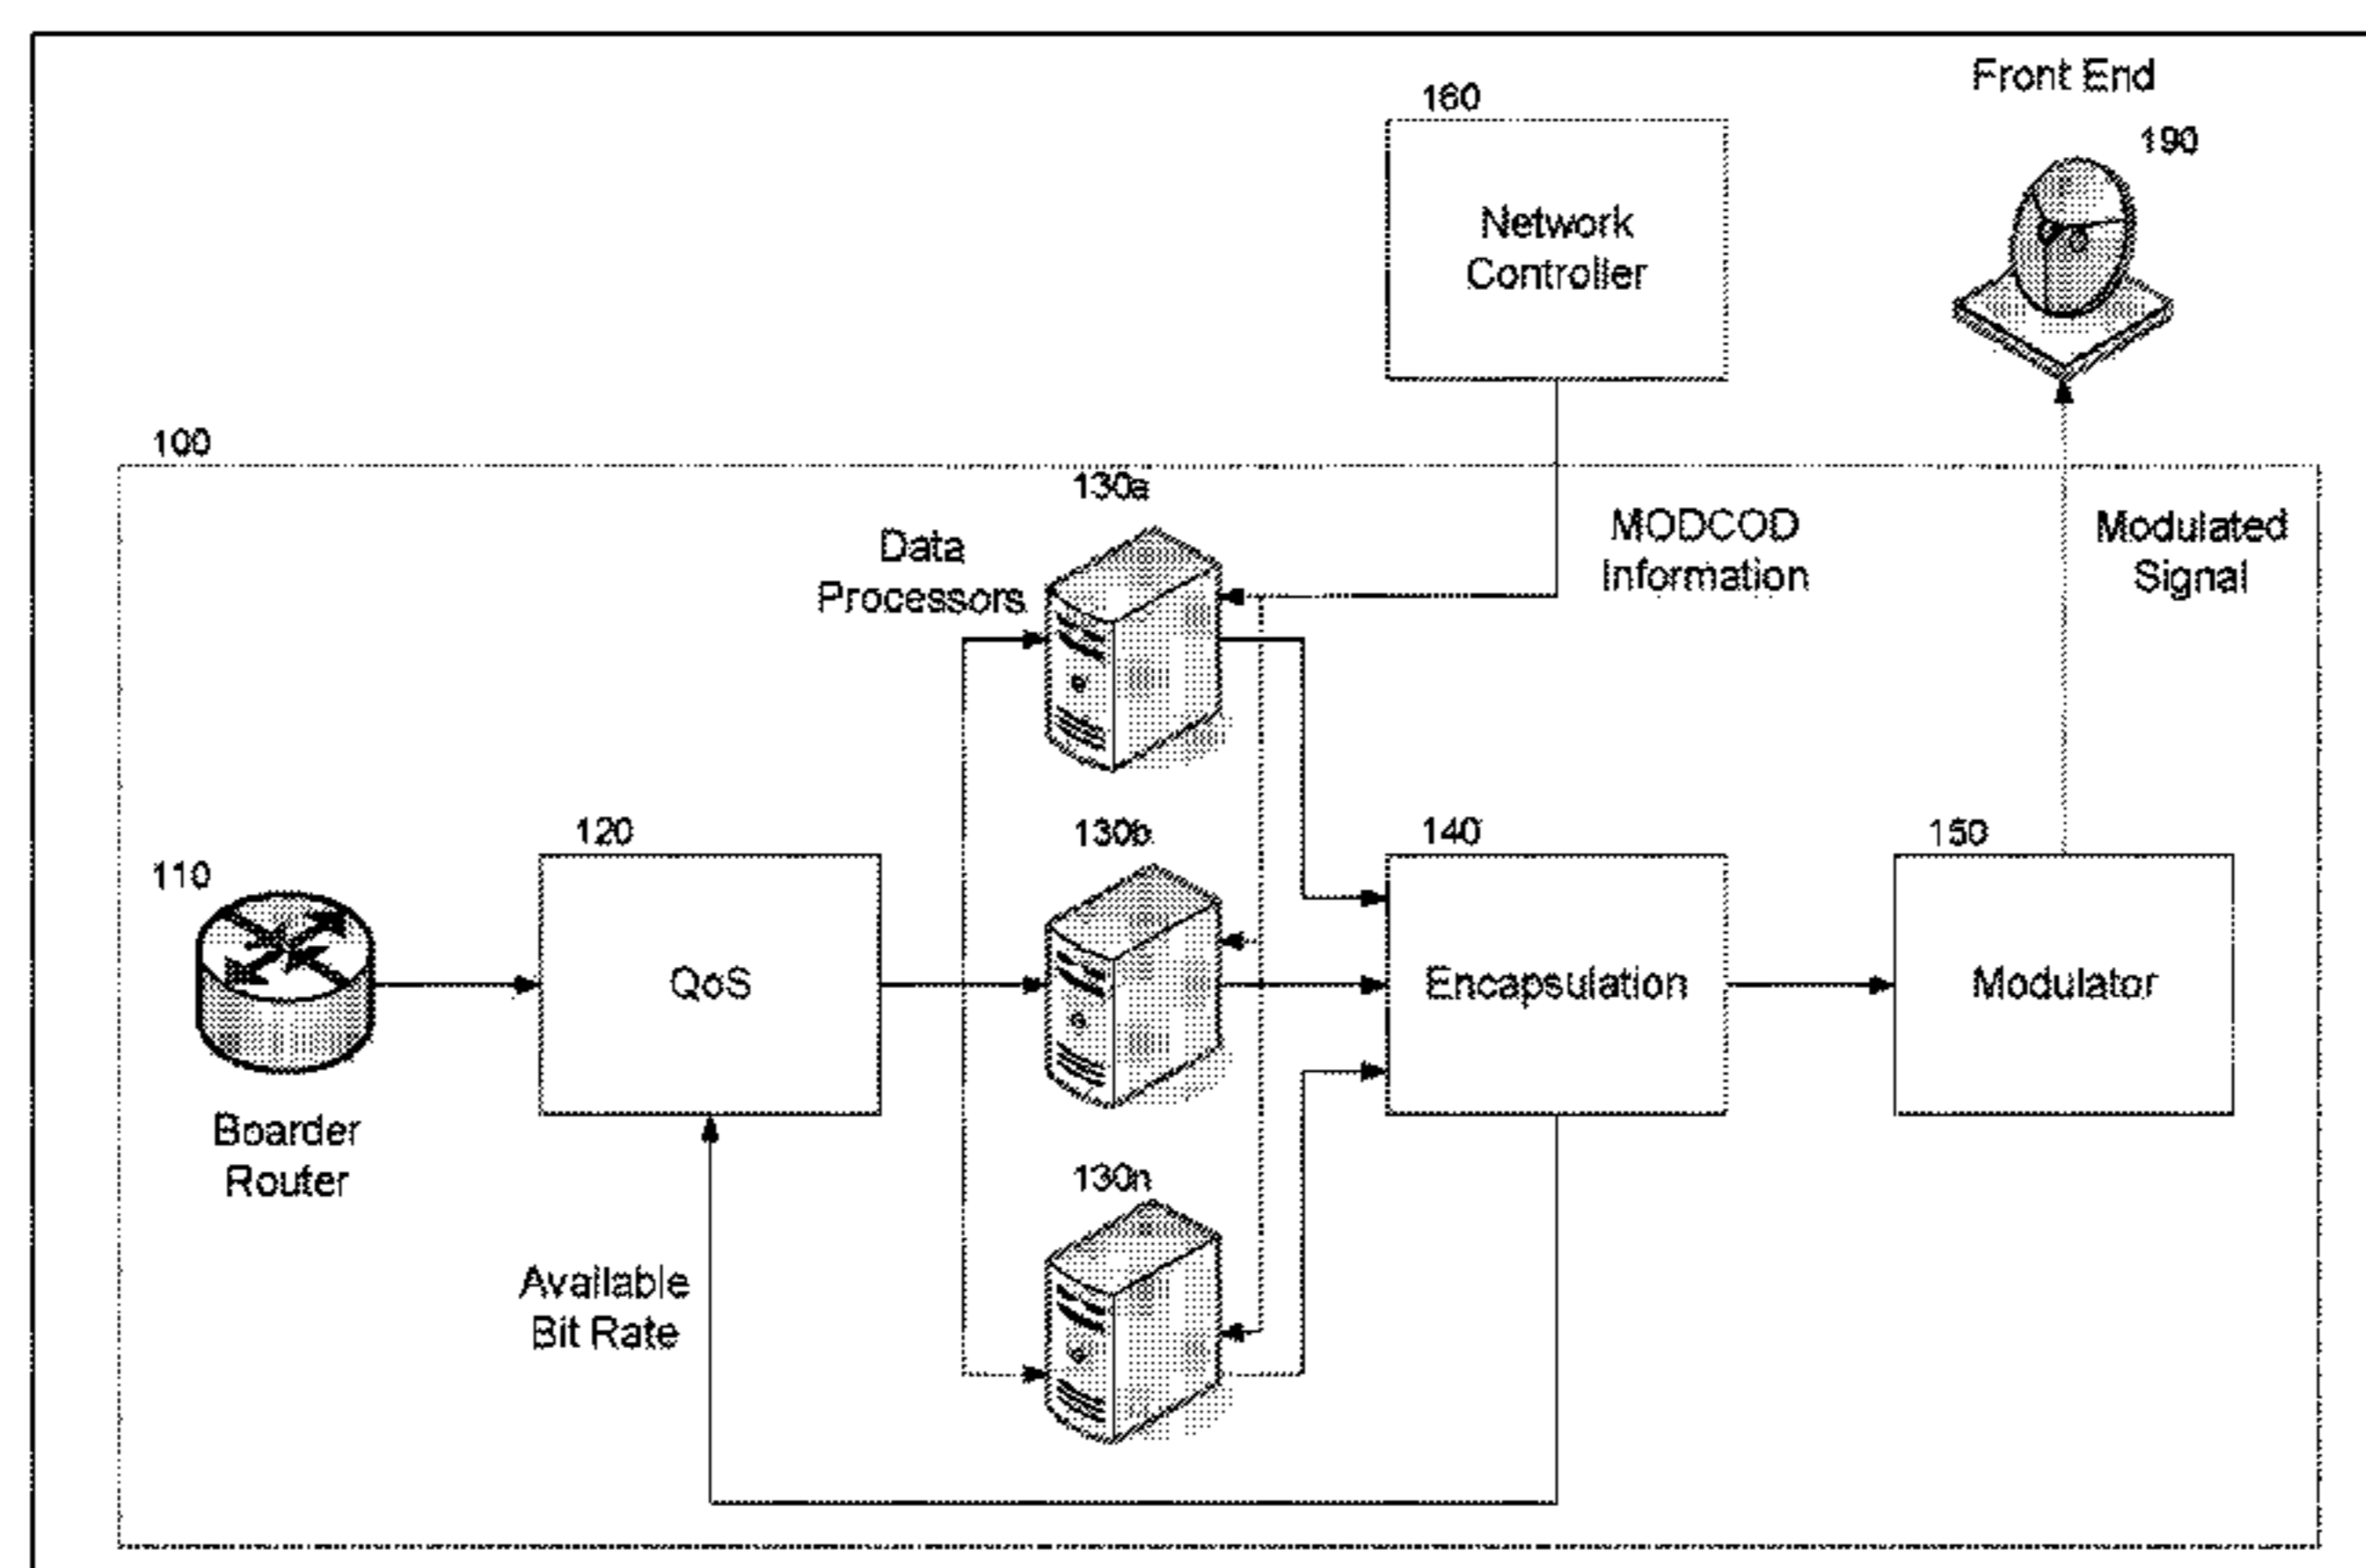 Front End
160
190
Network
Controller
100
130a
Data
Processors
MODCOD
Information
Modulated
Signal
110
120
130b
140
150
QoS
Encapsulation
Modulator
Boarder
Router
130n
Available
Bit Rate